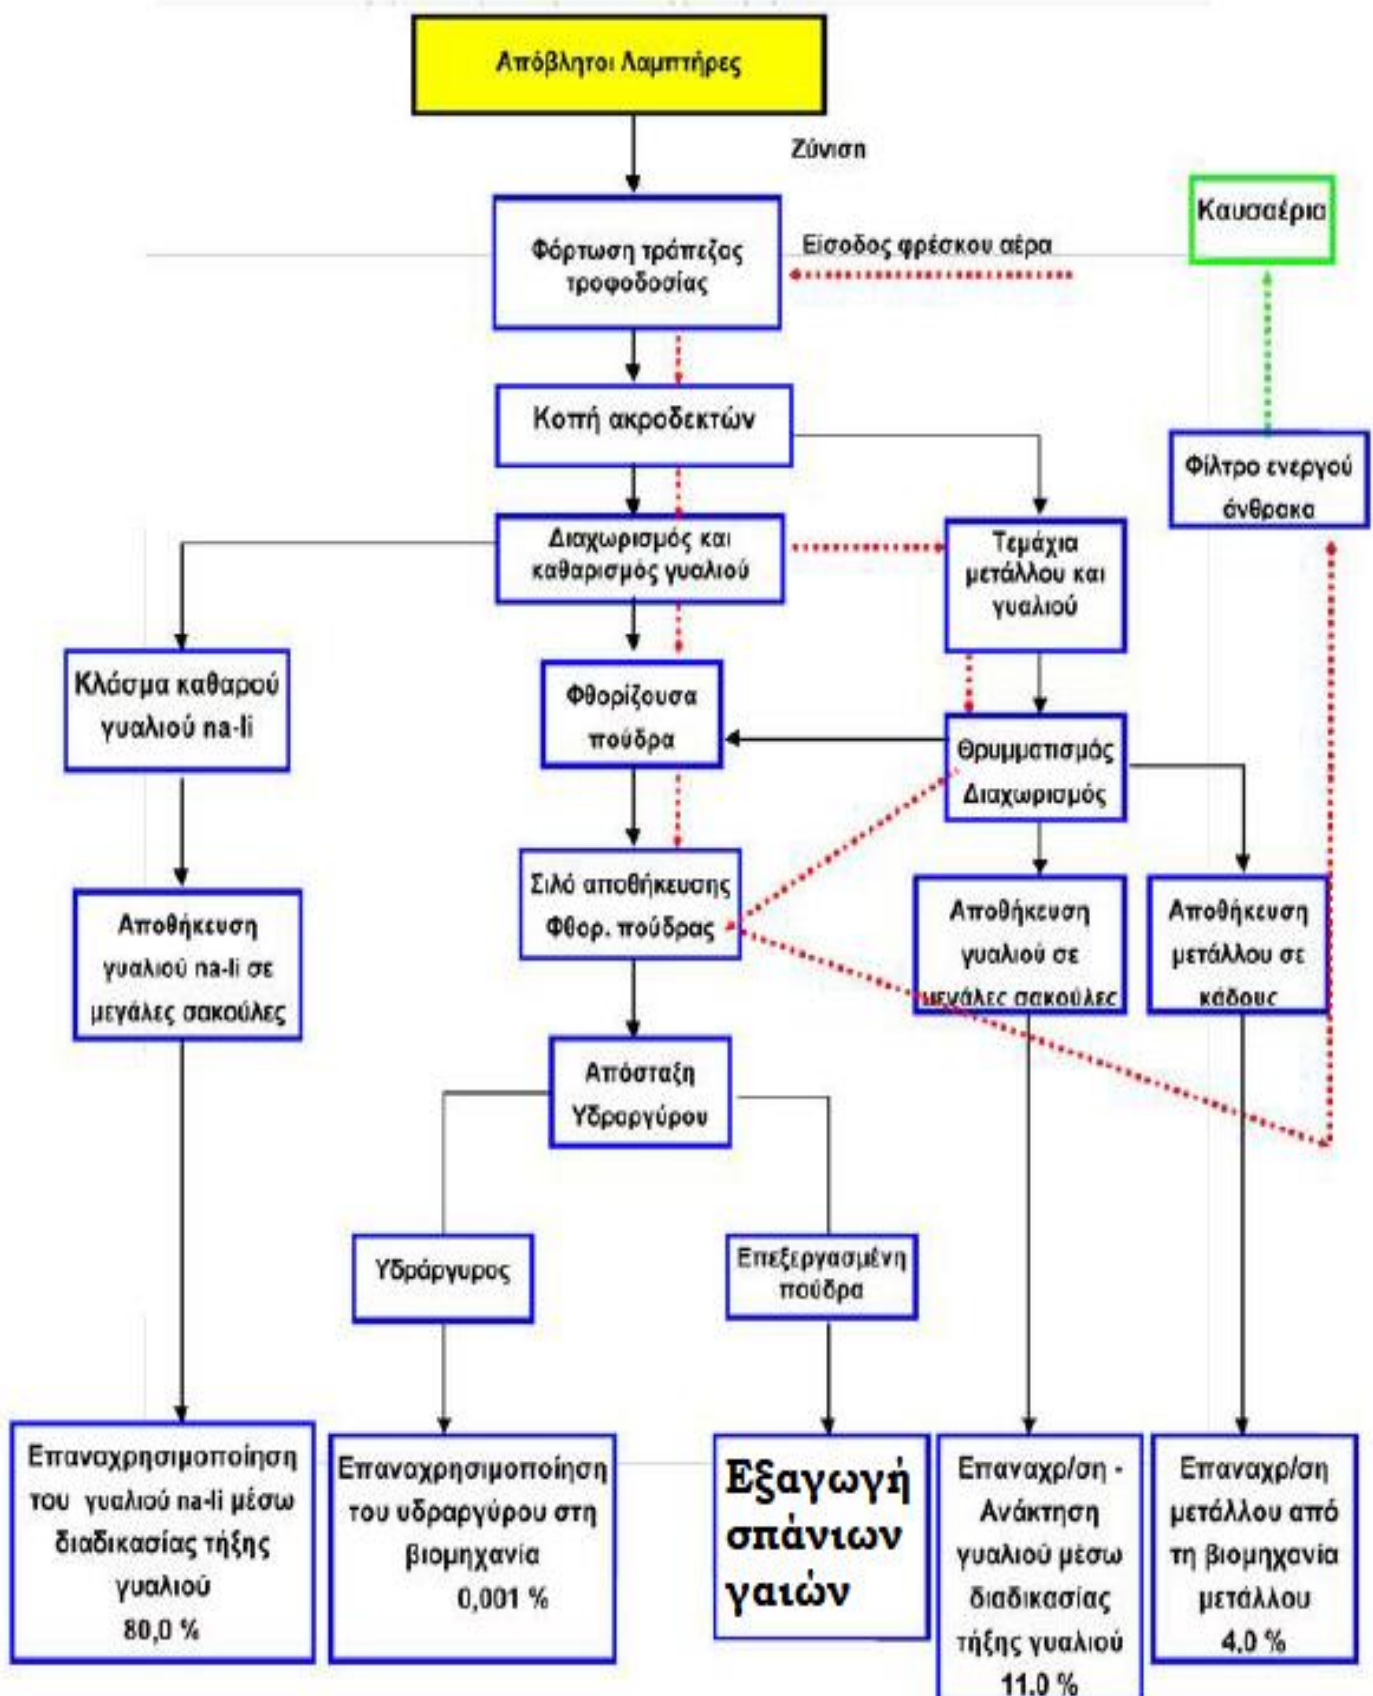 Απόβλητοι Λαμπτήρες
Ζύνιση
Καυσαέρια
Φόρτωση τράπεζας
τροφοδοσίας
Είσοδος φρέσκου αέρα
Κοπή ακροδεκτών
Φίλτρο ενεργού
άνθρακα
Διαχωρισμός και
καθαρισμός γυαλιού
Τεμάχια
μετάλλου και
γυαλιού
Κλάσμα καθαρού
γυαλιού na-li
Φθορίζουσα
πούδρα
Θρυμματισμός
Διαχωρισμός
Σιλό αποθήκευσης
Φθορ. πούδρας
Αποθήκευση
γυαλιού na-li σε
μεγάλες σακούλες
Αποθήκευση
γυαλιού σε
μεγάλες σακούλες
Αποθήκευση
μετάλλου σε
κάδους
Απόσταξη
Υδραργύρου
Υδράργυρος
Επεξεργασμένη
πούδρα
Επαναχρησιμοποίηση
του γυαλιού na-li μέσω
διαδικασίας τήξης
γυαλιού
80,0 %
Επαναχρησιμοποίηση
του υδραργύρου στη
βιομηχανία
0,001 %
Εξαγωγή
σπάνιων
γαιών
Επαναχρ/ση -
Ανάκτηση
γυαλιού μέσω
διαδικασίας
τήξης γυαλιού
11.0 %
Επαναχρ/ση
μετάλλου από
τη βιομηχανία
μετάλλου
4.0 %